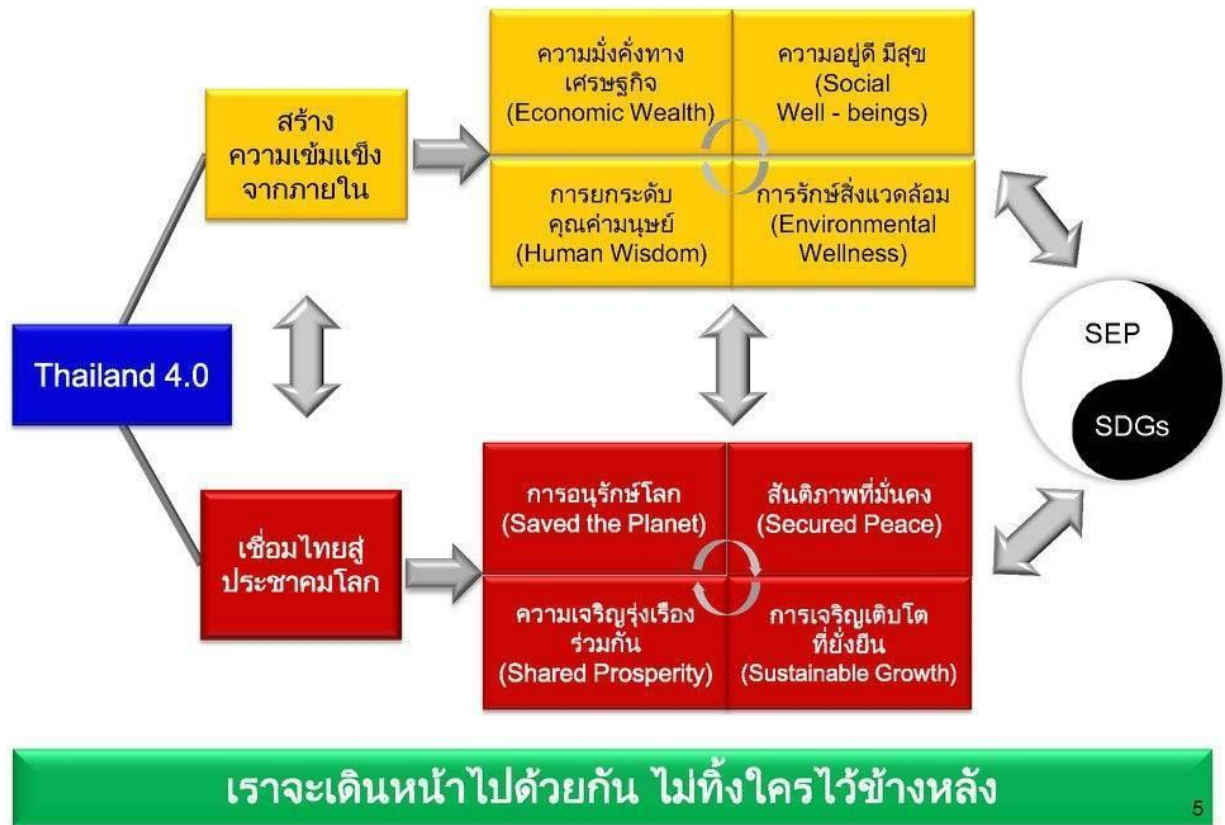 Thailand 4.0
สร้าง
ความเข้มแข็ง
จากภายใน
ความมั่งคั่งทาง
เศรษฐกิจ
(Economic Wealth)
ความอยู่ดี มีสุข
(Social
Well - beings)
การยกระดับ
คุณค่ามนุษย์
(Human Wisdom)
การรักษ์สิ่งแวดล้อม
(Environmental
Wellness)
เชื่อมไทยสู่
ประชาคมโลก
การอนุรักษ์โลก
(Saved the Planet)
สันติภาพที่มั่นคง
(Secured Peace)
ความเจริญรุ่งเรือง
ร่วมกัน
(Shared Prosperity)
การเจริญเติบโต
ที่ยั่งยืน
(Sustainable Growth)
SEP
SDGs
เราจะเดินหน้าไปด้วยกัน ไม่ทิ้งใครไว้ข้างหลัง
5